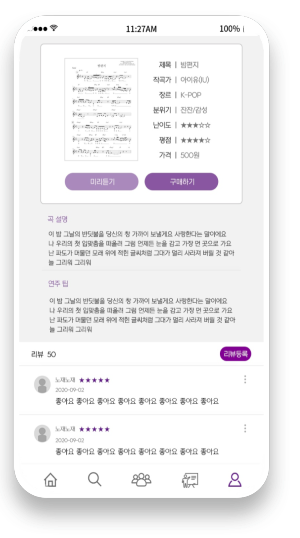 11:27AM 100%
제목 | 밤편지
작곡가 | 아이유(IU)
장르 | K-POP
분위기 | 잔잔/감성
난이도 | ★★★☆☆
평점 | ★★★★☆
가격 | 500원
미리듣기 구매하기
곡 설명
이 밤 그날의 반딧불을 당신의 창 가까이 보낼게요 사랑한다는 말이에요
나 우리의 첫 입맞춤을 떠올려 그럼 언제든 눈을 감고 가장 먼 곳으로 가요
난 파도가 머물던 모래 위에 적힌 글씨처럼 그대가 멀리 사라져 버릴 것 같아
늘 그리워 그리워
연주 팁
이 밤 그날의 반딧불을 당신의 창 가까이 보낼게요 사랑한다는 말이에요
나 우리의 첫 입맞춤을 떠올려 그럼 언제든 눈을 감고 가장 먼 곳으로 가요
난 파도가 머물던 모래 위에 적힌 글씨처럼 그대가 멀리 사라져 버릴 것 같아
늘 그리워 그리워
리뷰 50 리뷰등록
노재노재 ★★★★★
2020-09-02
좋아요 좋아요 좋아요 좋아요 좋아요 좋아요 좋아요
노재노재 ★★★★★
2020-09-02
좋아요 좋아요 좋아요 좋아요 좋아요 좋아요 좋아요